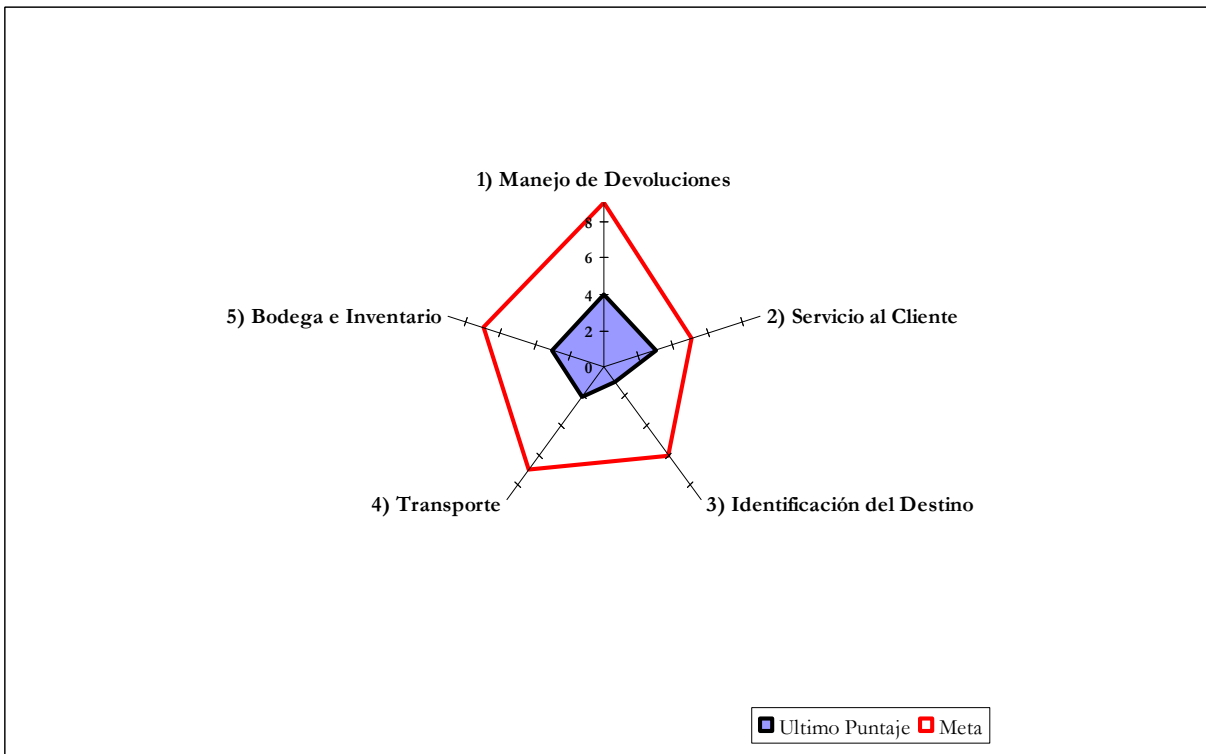 1) Manejo de Devoluciones
8
6
4
2
0
5) Bodega e Inventario
2) Servicio al Cliente
4) Transporte
3) Identificación del Destino
Ultimo Puntaje
Meta